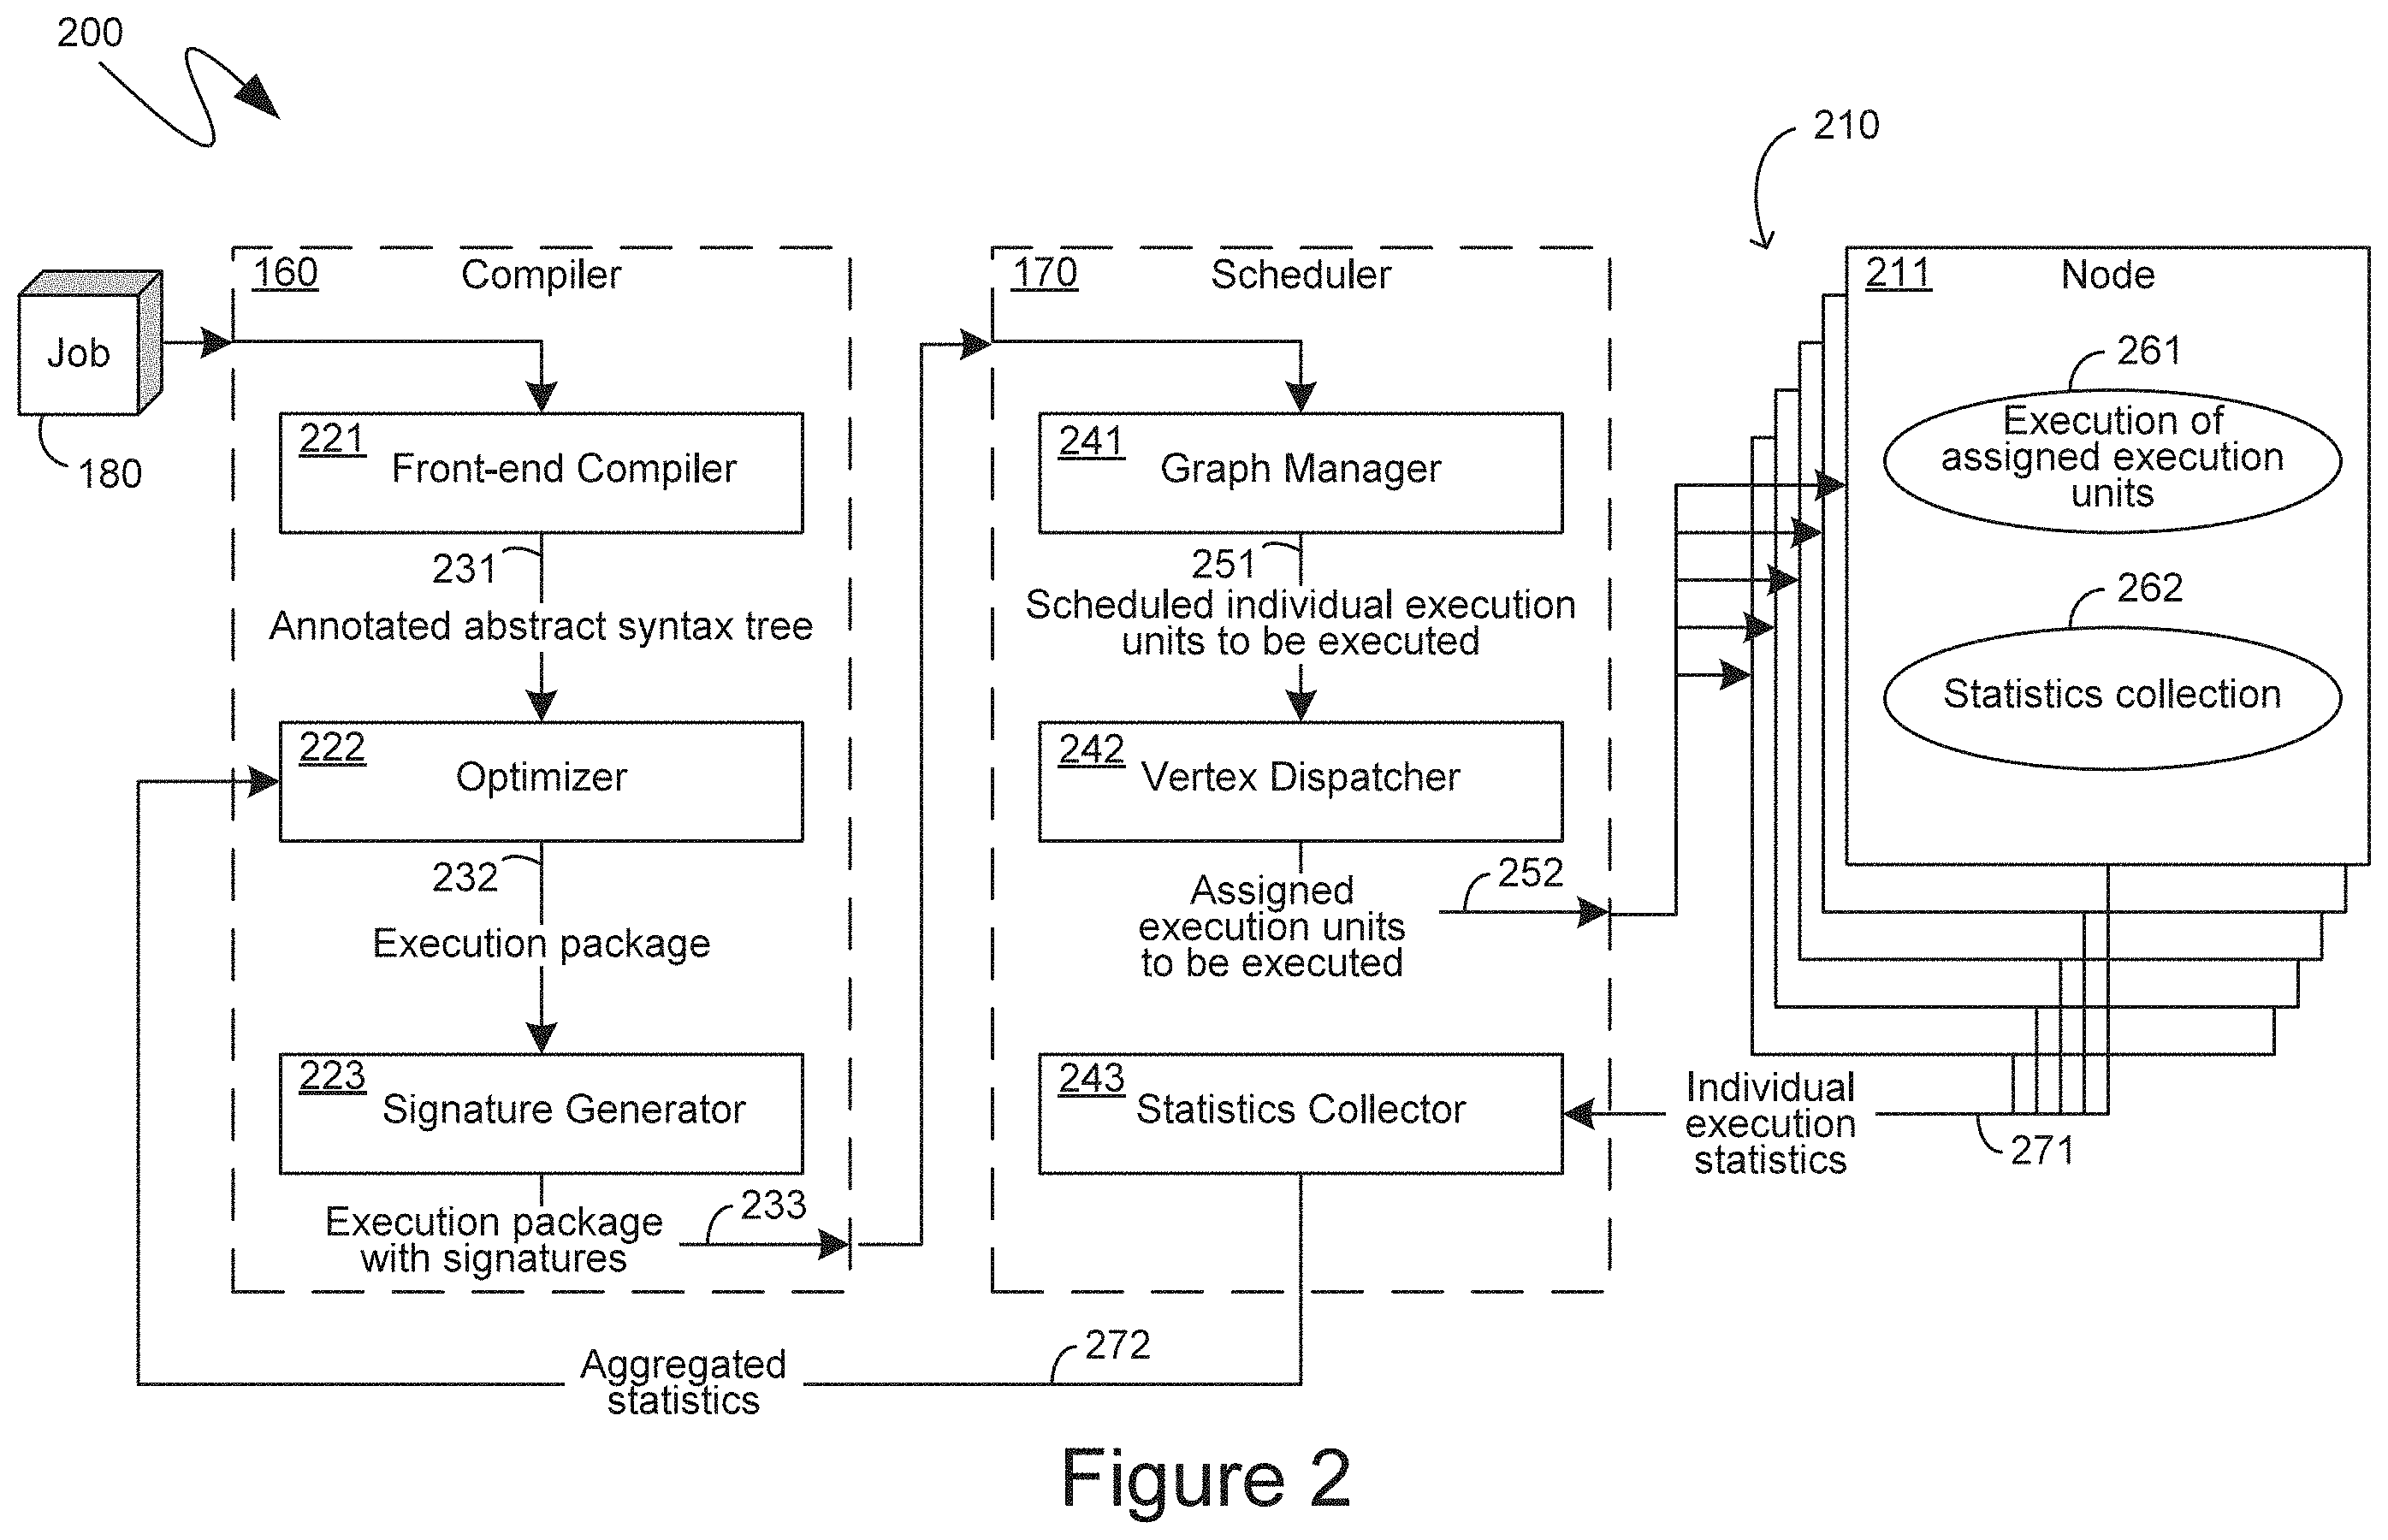 200
210
160 Compiler
170 Scheduler
211 Node
Job
180
221
Front-end Compiler
231
Annotated abstract syntax tree
222
Optimizer
232
Execution package
223
Signature Generator
233
Execution package
with signatures
241
Graph Manager
251
Scheduled individual execution
units to be executed
242
Vertex Dispatcher
252
Assigned
execution units
to be executed
243
Statistics Collector
261
Execution of
assigned execution
units
262
Statistics collection
Individual
execution
statistics
271
272
Aggregated
statistics
Figure 2